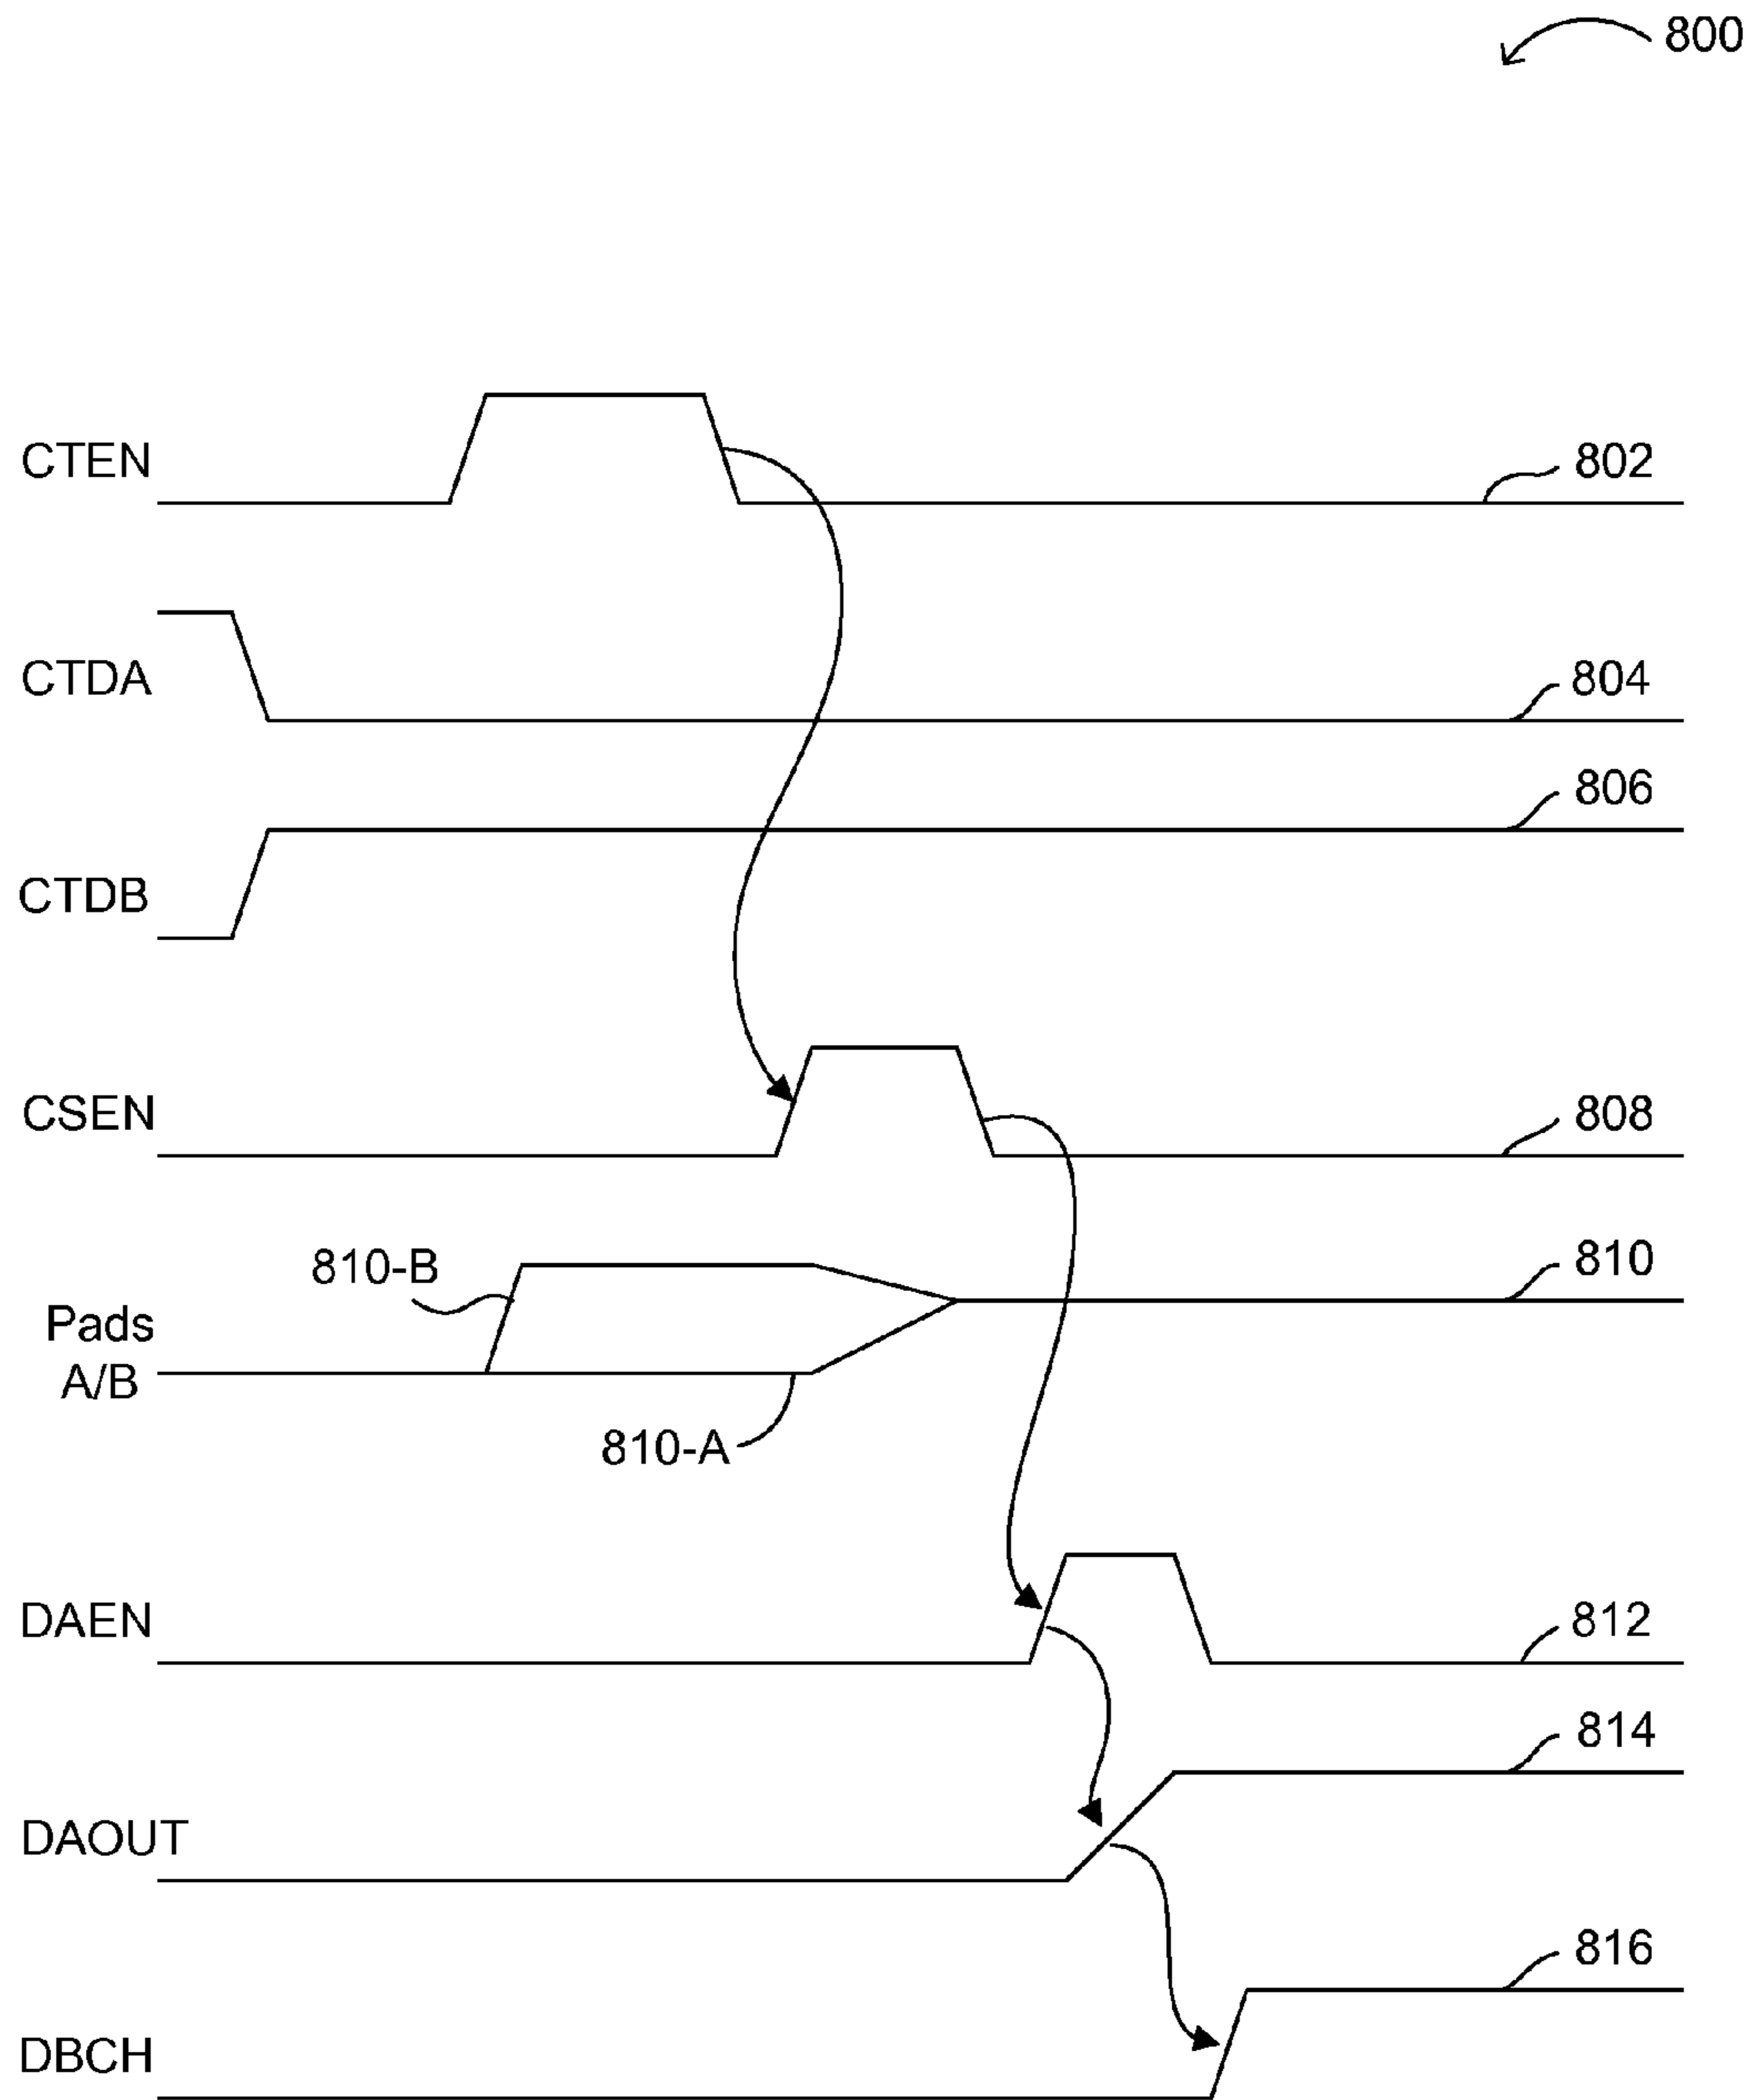 800
CTEN
802
CTDA
804
806
CTDB
CSEN
808
810-B
810
Pads
A/B
810-A
DAEN
812
814
DAOUT
816
DBCH